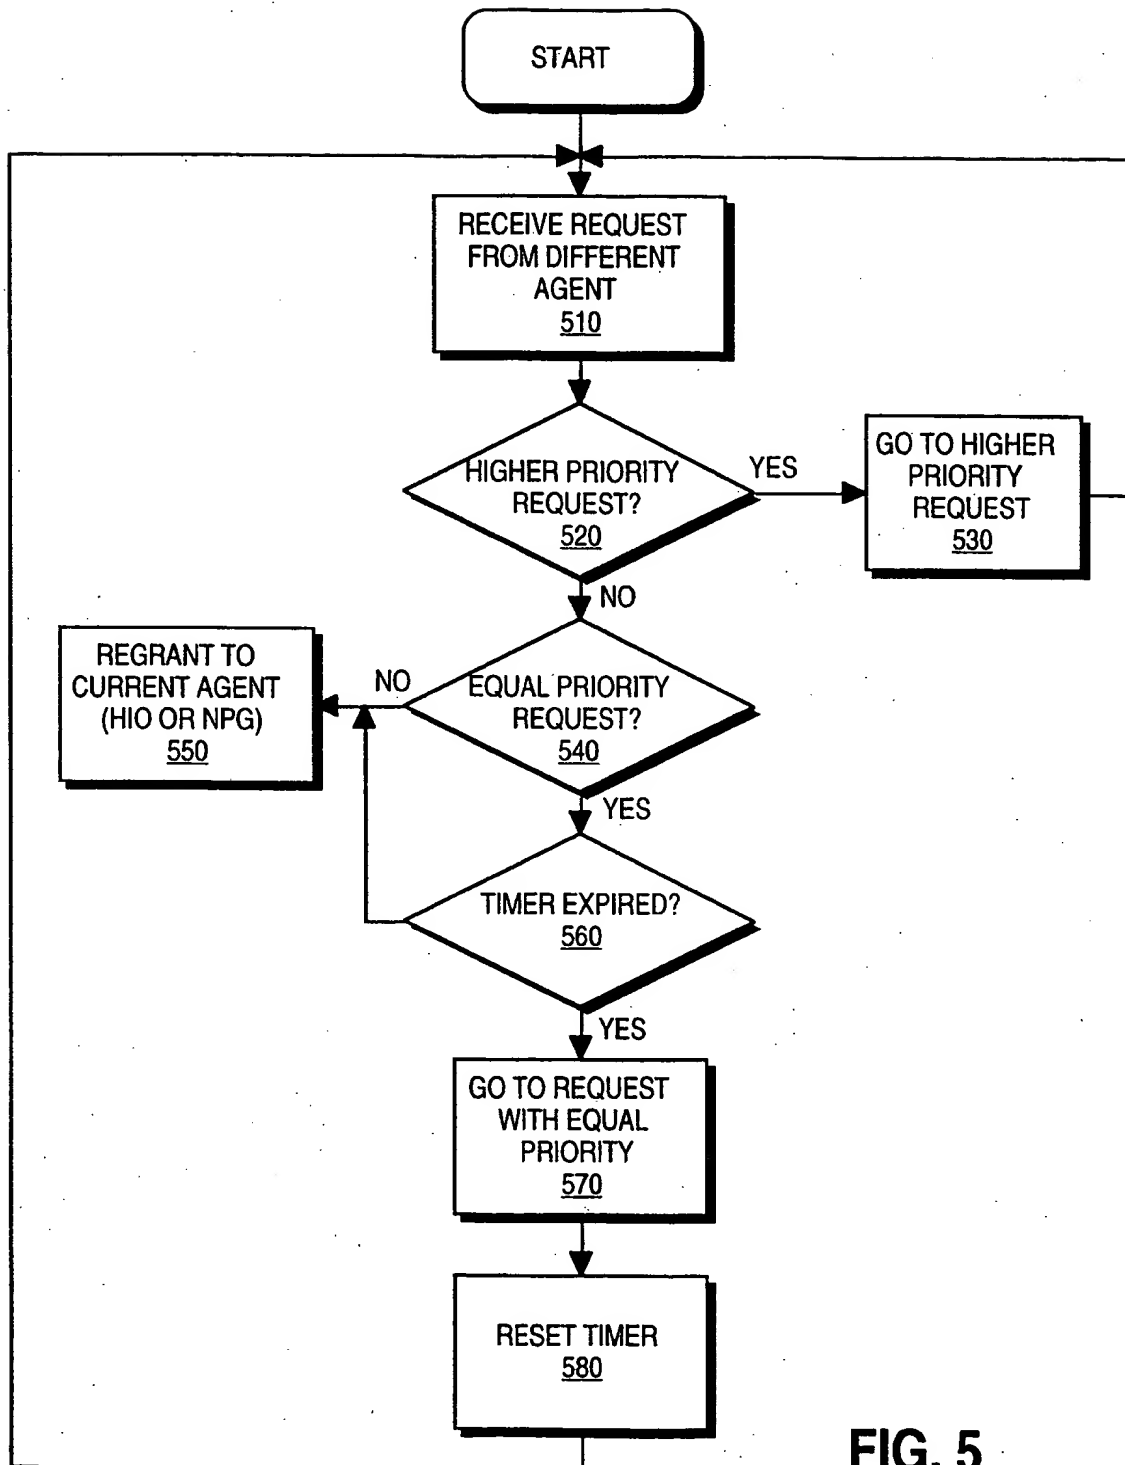 START
RECEIVE REQUEST
FROM DIFFERENT
AGENT
510
HIGHER PRIORITY
REQUEST?
520
YES
GO TO HIGHER
PRIORITY
REQUEST
530
NO
EQUAL PRIORITY
REQUEST?
540
NO
REGRANT TO
CURRENT AGENT
(HIO OR NPG)
550
YES
TIMER EXPIRED?
560
YES
GO TO REQUEST
WITH EQUAL
PRIORITY
570
RESET TIMER
580
FIG. 5